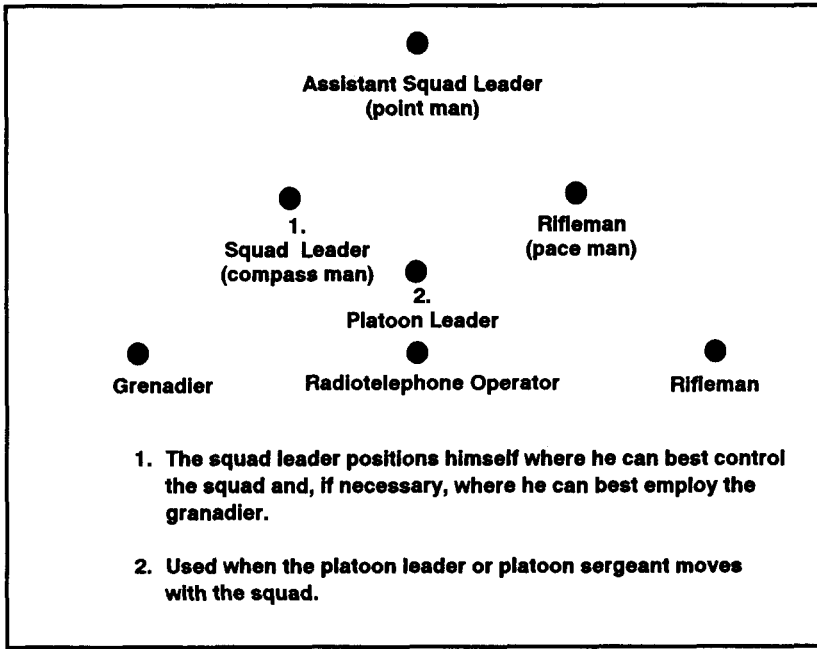 Assistant Squad Leader
(point man)
1.
Squad Leader
(compass man)
Rifleman
(pace man)
2.
Platoon Leader
Grenadier
Radiotelephone Operator
Rifleman
1. The squad leader positions himself where he can best control
the squad and, if necessary, where he can best employ the
granadier.
2. Used when the platoon leader or platoon sergeant moves
with the squad.